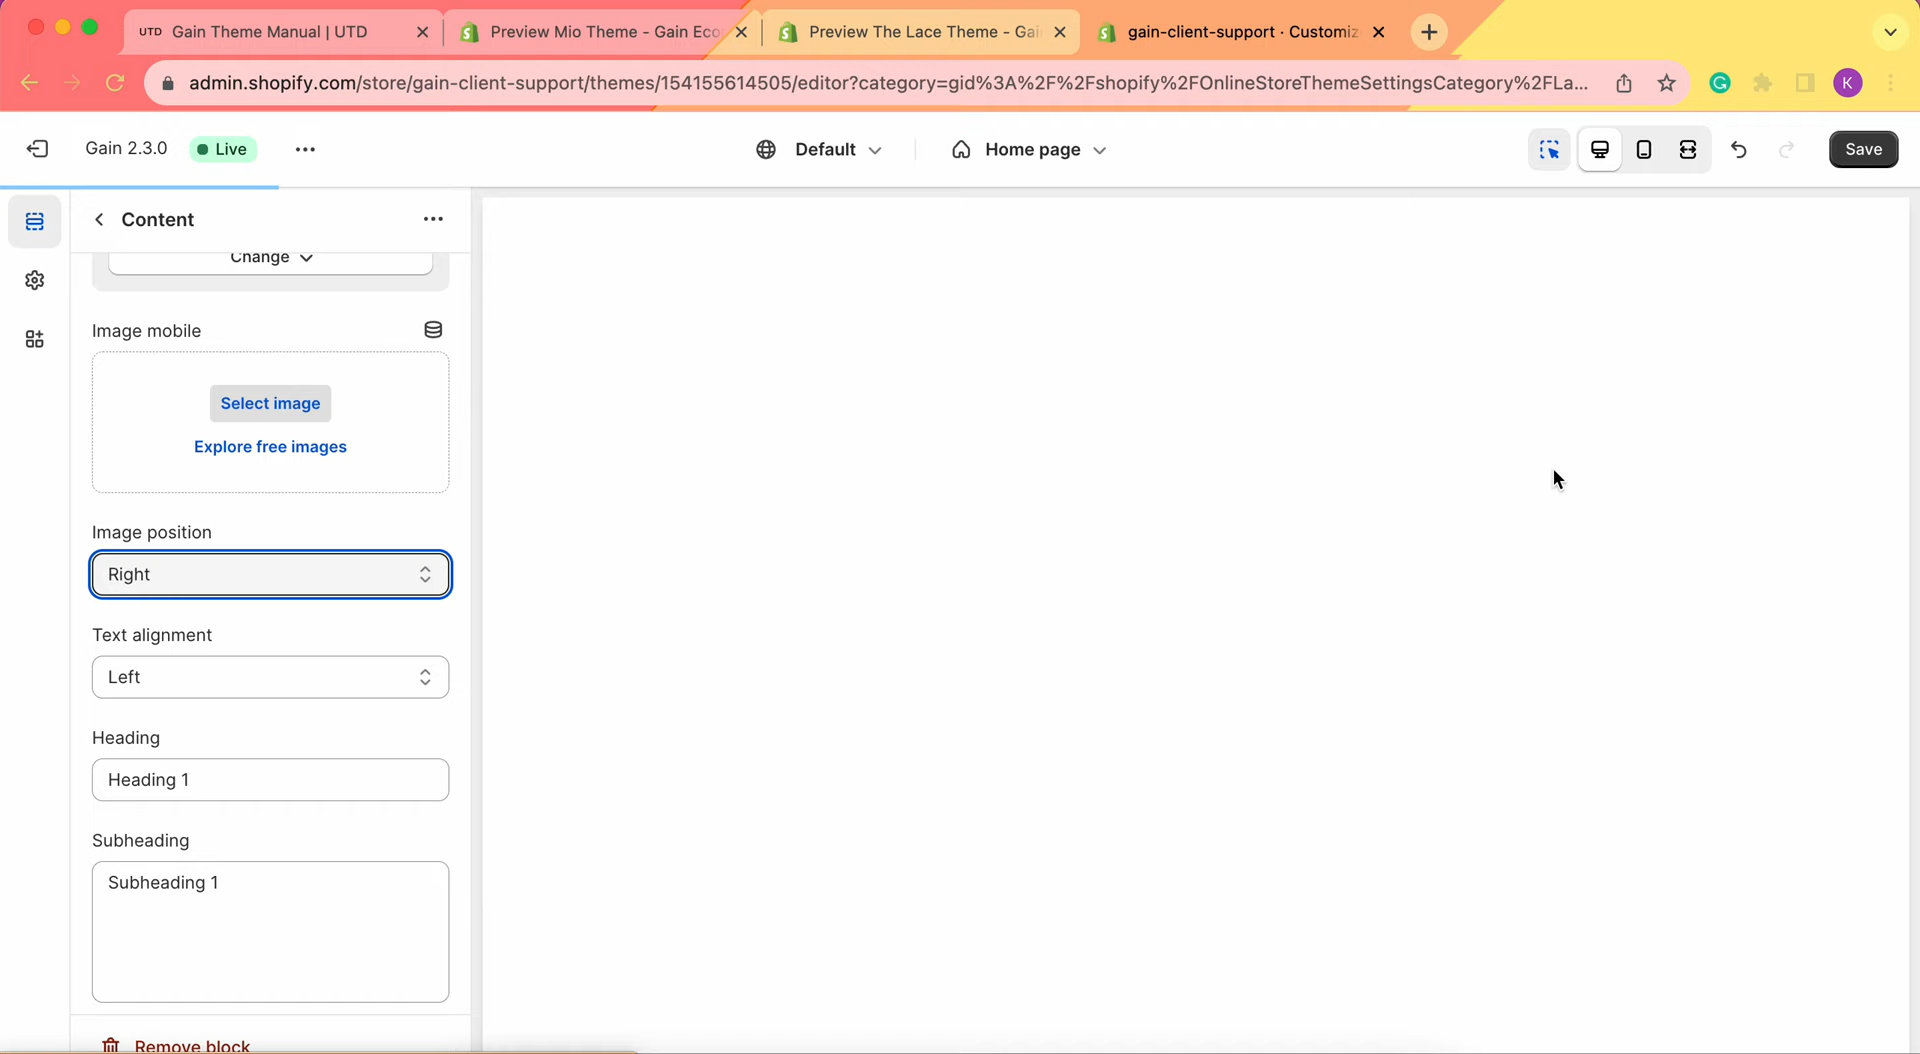 UTD Gain Theme Manual | UTD
Preview Mio Theme - Gain Eco
Preview The Lace Theme - Gai
gain-client-support · Customiz
admin.shopify.com/store/gain-client-support/themes/154155614505/editor?category=gid%3A%2F%2Fshopify%2FOnlineStoreThemeSettingsCategory%2FLa...
K
Gain 2.3.0
Live
Default
Home page
Save
Content
Change
Image mobile
Select image
Explore free images
Image position
Right
Text alignment
Left
Heading
Heading 1
Subheading
Subheading 1
Remove block